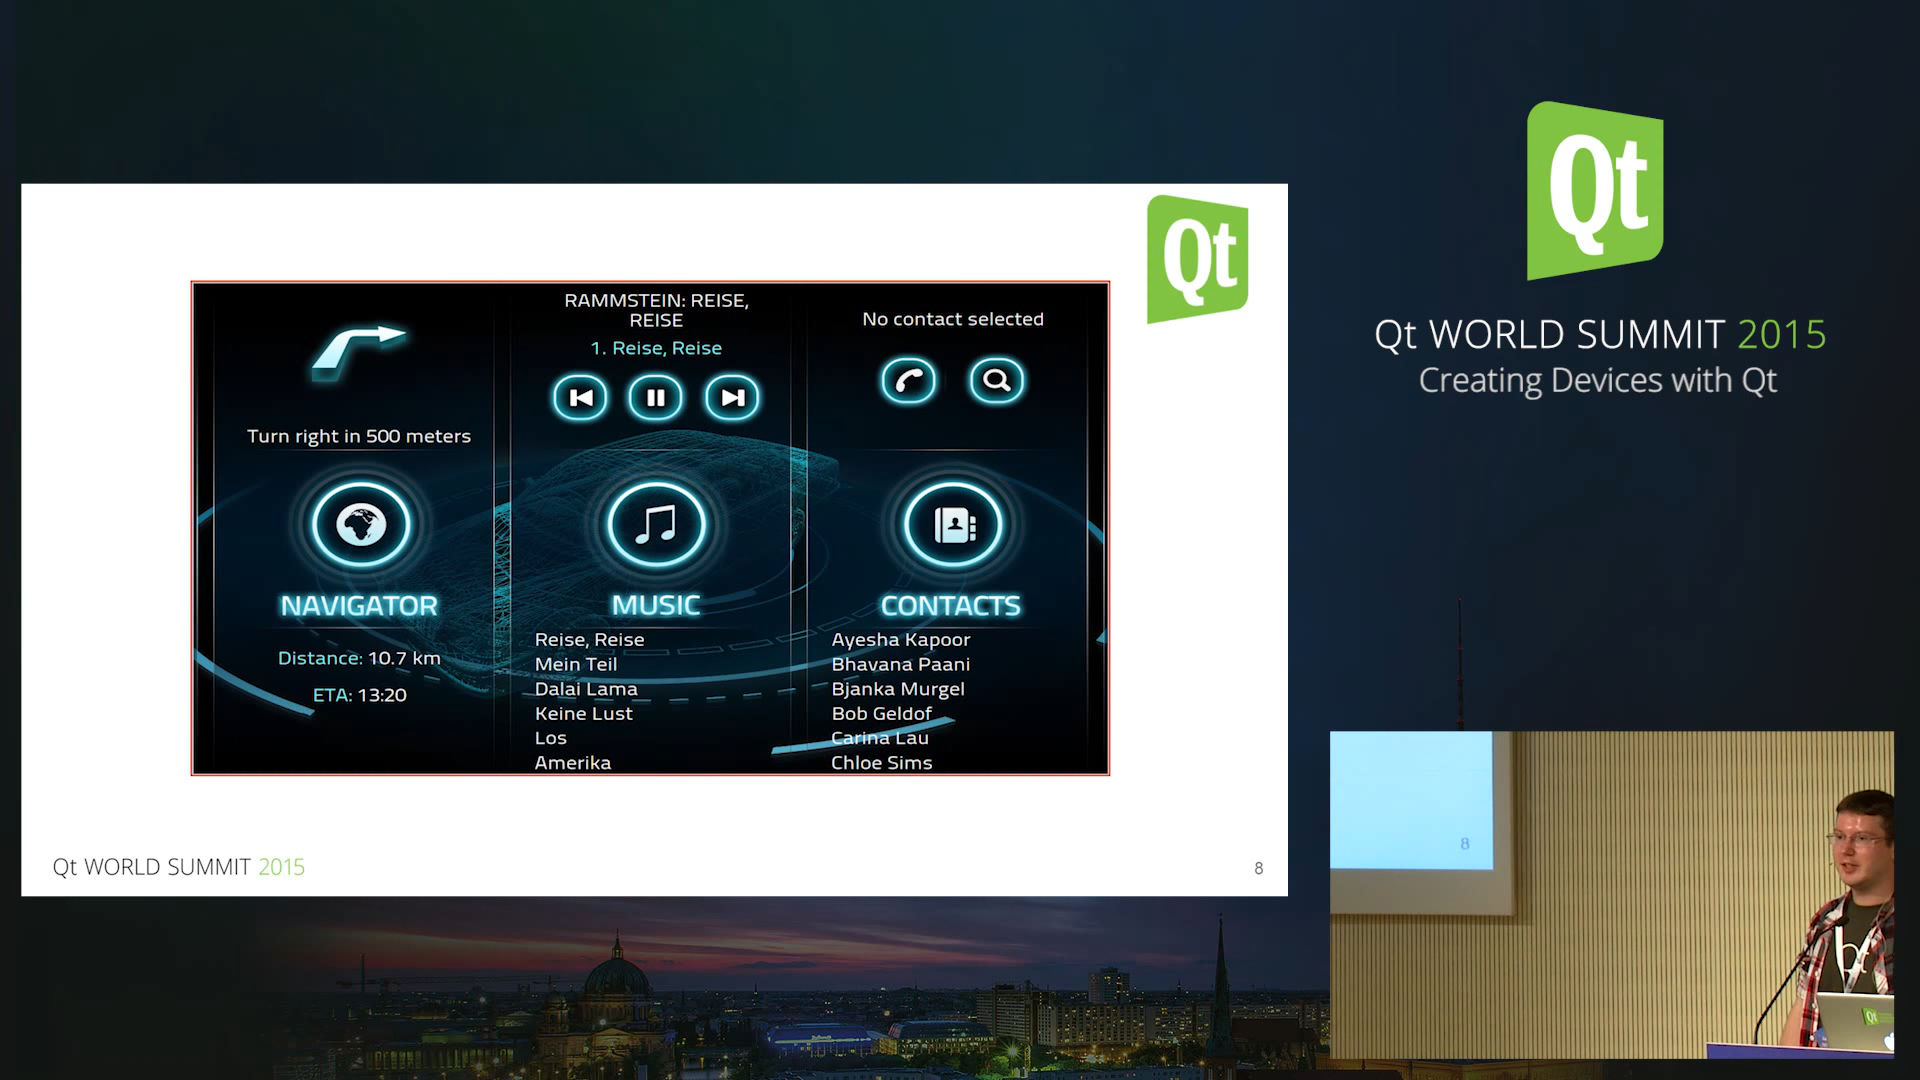 Qt
Turn right in 500 meters
NAVIGATOR
Distance: 10.7 km
ETA: 13:20
RAMMSTEIN: REISE,
REISE
1. Reise, Reise
MUSIC
Reise, Reise
Mein Teil
Dalai Lama
Keine Lust
Los
Amerika
No contact selected
CONTACTS
Ayesha Kapoor
Bhavana Paani
Bjanka Murgel
Bob Geldof
Carina Lau
Chloe Sims
Qt WORLD SUMMIT 2015
8
Qt
Qt WORLD SUMMIT 2015
Creating Devices with Qt
8
Qt